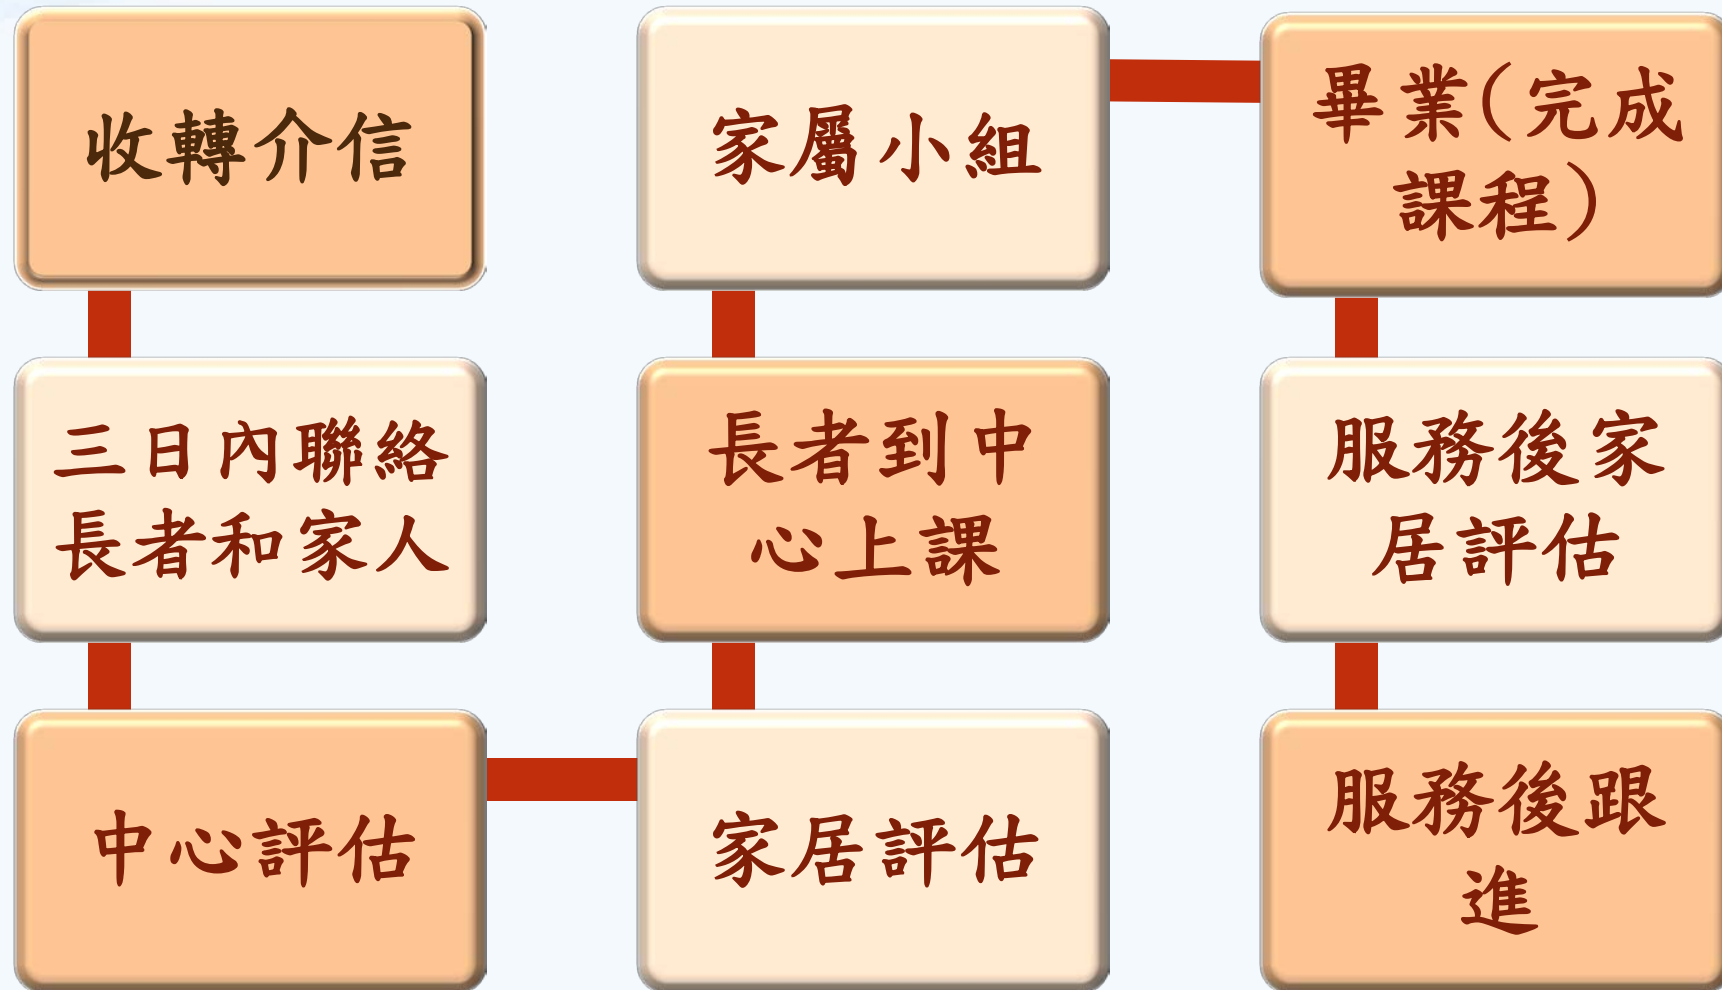 收轉介信
三日內聯絡
長者和家人
中心評估
家居評估
長者到中
心上課
家屬小組
畢業(完成
課程)
服務後家
居評估
服務後跟
進